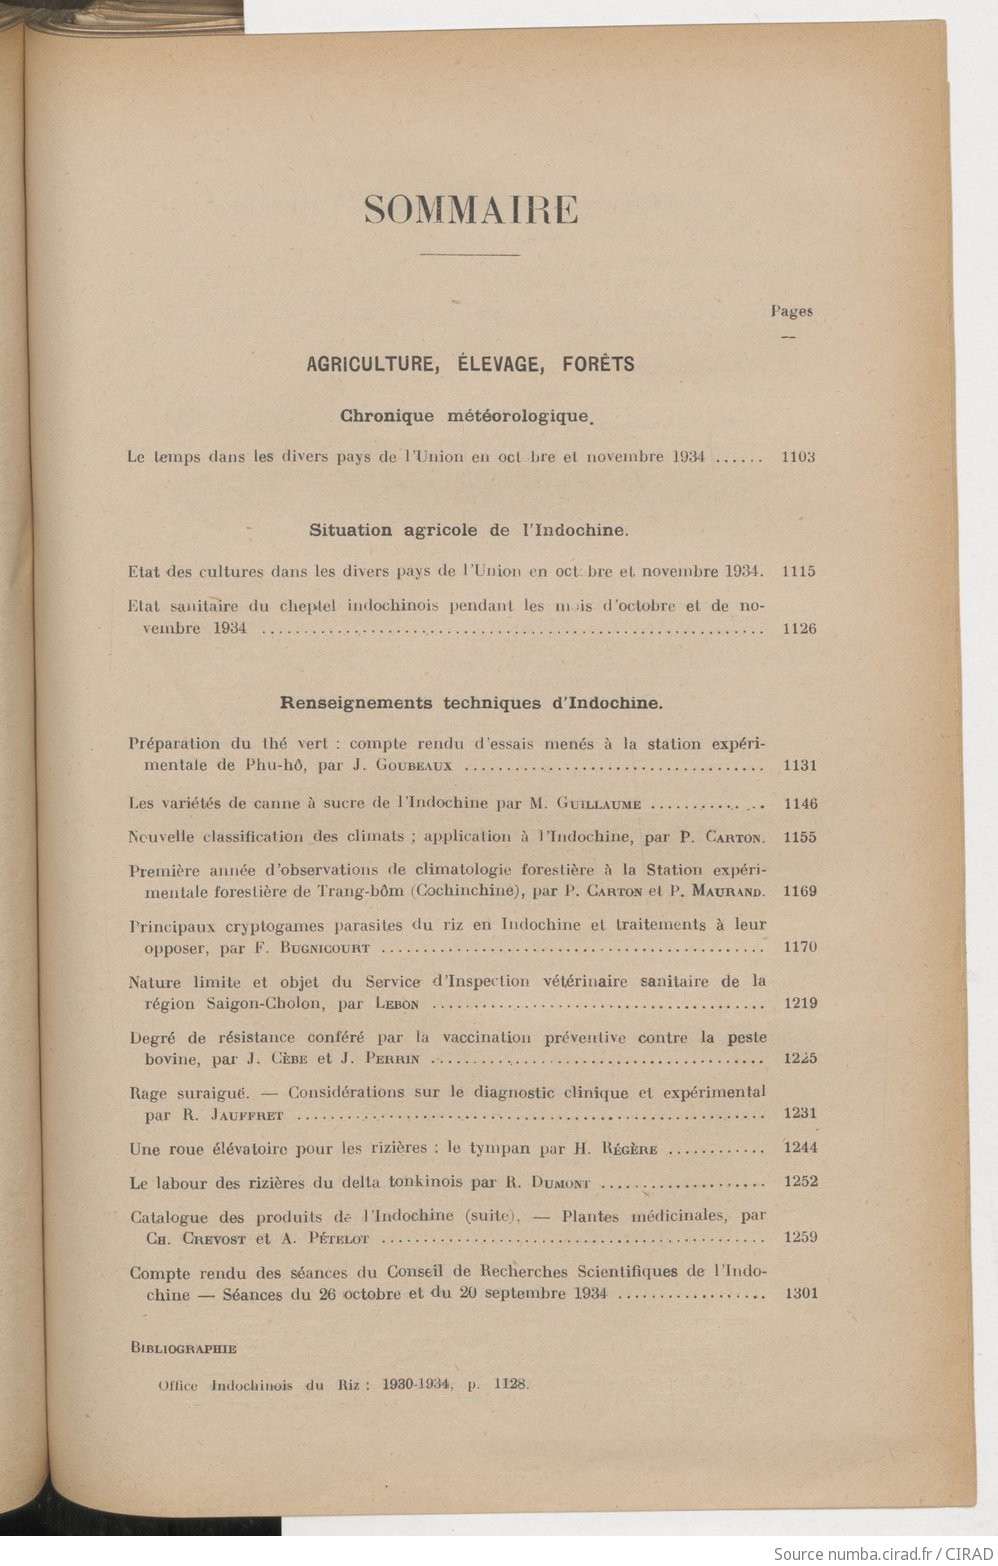 SOMMAIRE
Pages
AGRICULTURE, ÉLEVAGE, FORÊTS
Chronique météorologique.
Le temps dans les divers pays de l'Union en oct bre et novembre 1934 ...... 1103
Situation agricole de l'Indochine.
Etat des cultures dans les divers pays de l'Union en oct bre et novembre 1934. 1115
Etat sanitaire du cheptel indochinois pendant les mois d'octobre et de no-
vembre 1934 ............................................................ 1126
Renseignements techniques d'Indochine.
Préparation du thé vert : compte rendu d'essais menés à la station expéri-
mentale de Phu-hô, par J. GOUBEAUX .................................... 1131
Les variétés de canne à sucre de l'Indochine par M. GUILLAUME .............. 1146
Nouvelle classification des climats ; application à l'Indochine, par P. CARTON. 1155
Première année d'observations de climatologie forestière à la Station expéri-
mentale forestière de Trang-bôm (Cochinchine), par P. CARTON et P. MAURAND. 1169
Principaux cryptogames parasites du riz en Indochine et traitements à leur
opposer, par F. BUGNICOURT .............................................. 1170
Nature limite et objet du Service d'Inspection vétérinaire sanitaire de la
région Saigon-Cholon, par LEBON ........................................ 1219
Degré de résistance conféré par la vaccination préventive contre la peste
bovine, par J. CÈBE et J. PERRIN ........................................ 1225
Rage suraiguë. — Considérations sur le diagnostic clinique et expérimental
par R. JAUFFRET ........................................................ 1231
Une roue élévatoire pour les rizières : le tympan par H. RÉGÈRE ............ 1244
Le labour des rizières du delta tonkinois par R. DUMONT .................... 1252
Catalogue des produits de l'Indochine (suite). — Plantes médicinales, par
CH. CREVOST et A. PÉTELOT .............................................. 1259
Compte rendu des séances du Conseil de Recherches Scientifiques de l'Indo-
chine — Séances du 26 octobre et du 20 septembre 1934 .................. 1301
BIBLIOGRAPHIE
Office Indochinois du Riz : 1930-1934, p. 1128.
Source numba.cirad.fr / CIRAD